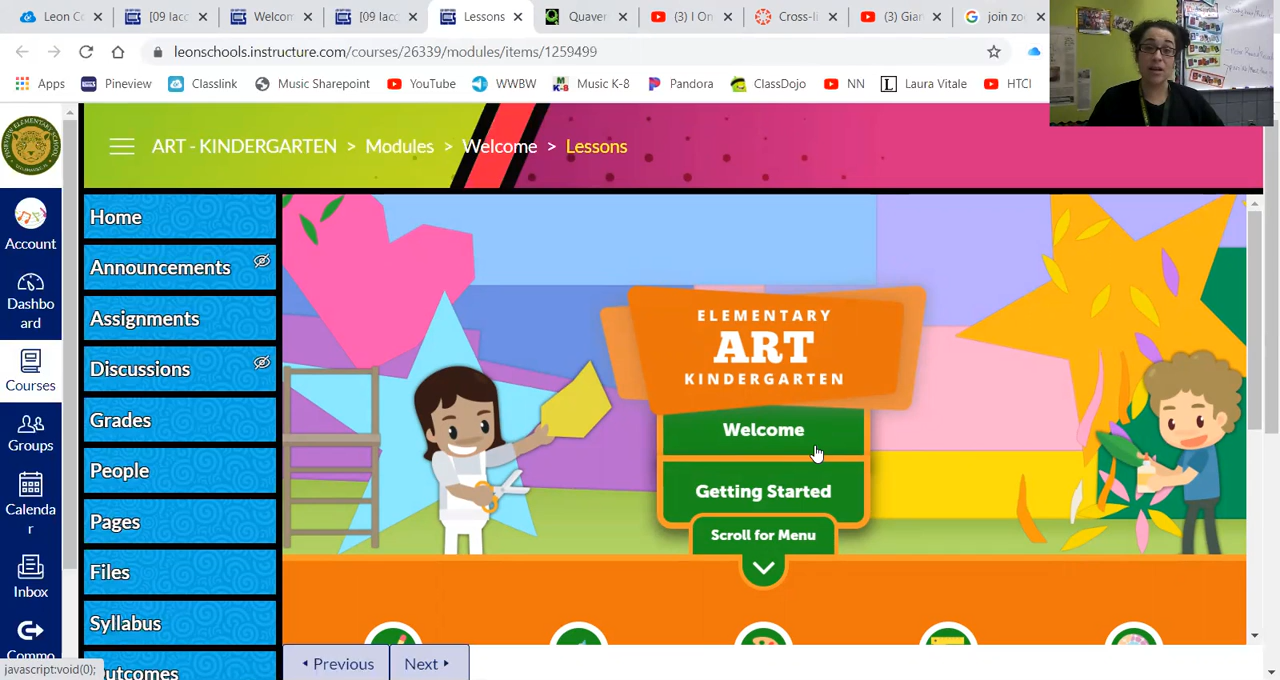 Leon C
[09 Iacc
Welcom
[09 Iacc
Lessons
Quaver
(3) I On
Cross-li
(3) Gian
join zo
leonschools.instructure.com/courses/26339/modules/items/1259499
Apps
Pineview
Classlink
Music Sharepoint
YouTube
WWBW
Music K-8
Pandora
ClassDojo
NN
Laura Vitale
HTCI
ART - KINDERGARTEN > Modules > Welcome > Lessons
Account
Dashbo
ard
Courses
Groups
Calenda
r
Inbox
Commo
Home
Announcements
Assignments
Discussions
Grades
People
Pages
Files
Syllabus
Outcomes
ELEMENTARY
ART
KINDERGARTEN
Welcome
Getting Started
Scroll for Menu
Previous
Next
javascript:void(0);